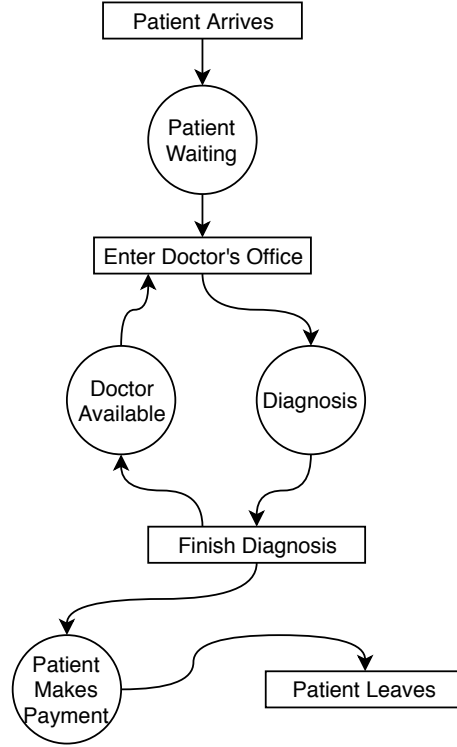 Patient Arrives
Patient
Waiting
Enter Doctor's Office
Doctor
Available
Diagnosis
Finish Diagnosis
Patient
Makes
Payment
Patient Leaves